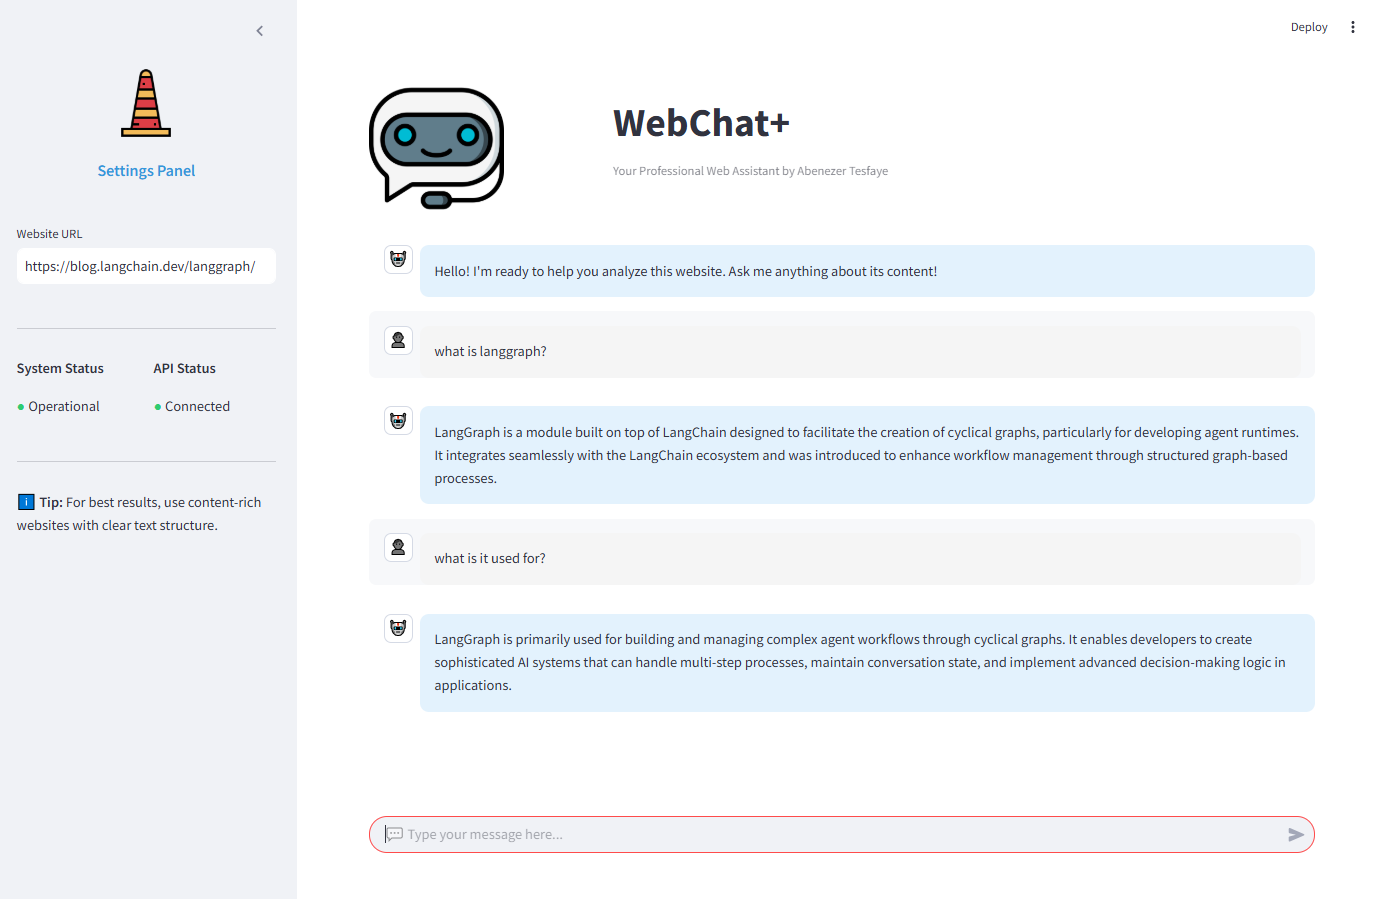 Deploy
Settings Panel
Website URL
https://blog.langchain.dev/langgraph/
System Status
API Status
Operational
Connected
Tip: For best results, use content-rich
websites with clear text structure.
WebChat+
Your Professional Web Assistant by Abenezer Tesfaye
Hello! I'm ready to help you analyze this website. Ask me anything about its content!
what is langgraph?
LangGraph is a module built on top of LangChain designed to facilitate the creation of cyclical graphs, particularly for developing agent runtimes.
It integrates seamlessly with the LangChain ecosystem and was introduced to enhance workflow management through structured graph-based
processes.
what is it used for?
LangGraph is primarily used for building and managing complex agent workflows through cyclical graphs. It enables developers to create
sophisticated AI systems that can handle multi-step processes, maintain conversation state, and implement advanced decision-making logic in
applications.
Type your message here...